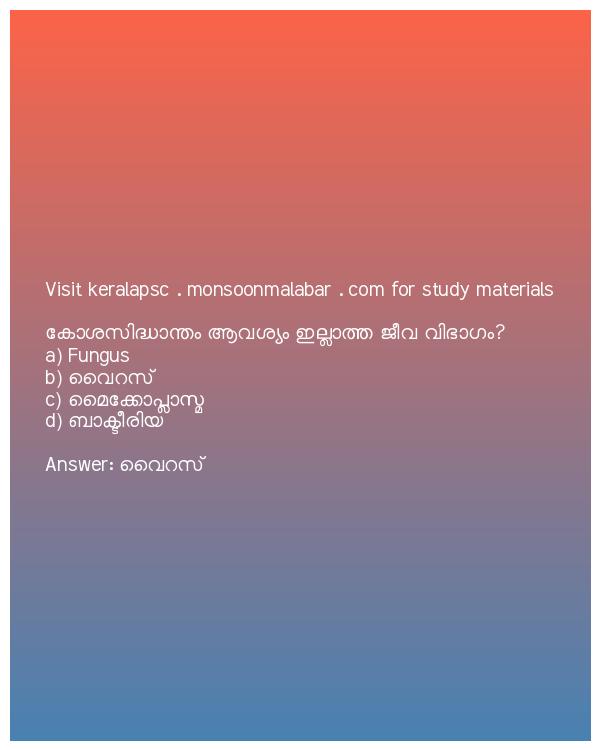 Visit keralapsc . monsoonmalabar . com for study materials
കോശസിദ്ധാന്തം ആവശ്യം ഇല്ലാത്ത ജീവ വിഭാഗം?
a) Fungus
b) വൈറസ്
c) മൈക്കോപ്ലാസ്മ
d) ബാക്ടീരിയ
Answer: വൈറസ്